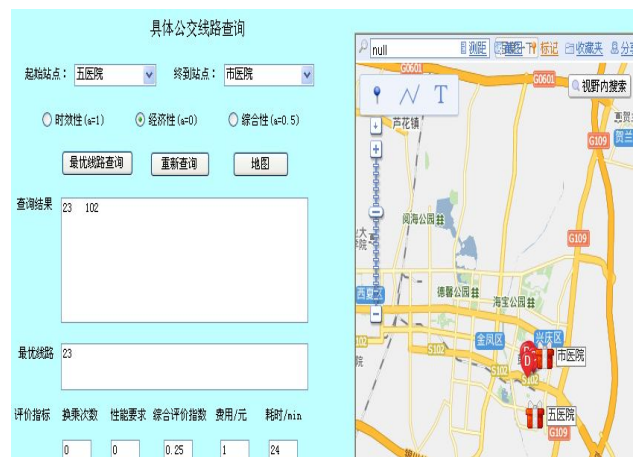 具体公交线路查询
起始站点： 五医院 终到站点： 市医院
时效性(a=1) 经济性(a=0) 综合性(a=0.5)
最优线路查询 重新查询 地图
查询结果 23 102
最优线路 23
评价指标 换乘次数 性能要求 综合评价指数 费用/元 耗时/min
0 0 0.25 1 24
null 测距 标记 收藏夹 分享
G0601 G0601
视野内搜索
T
芦花镇
G109
阅海公园
G109
西夏区 德馨公园
海宝公园
S102 金凤区 兴庆区
S102
D 市医院
S102
五医院
G109